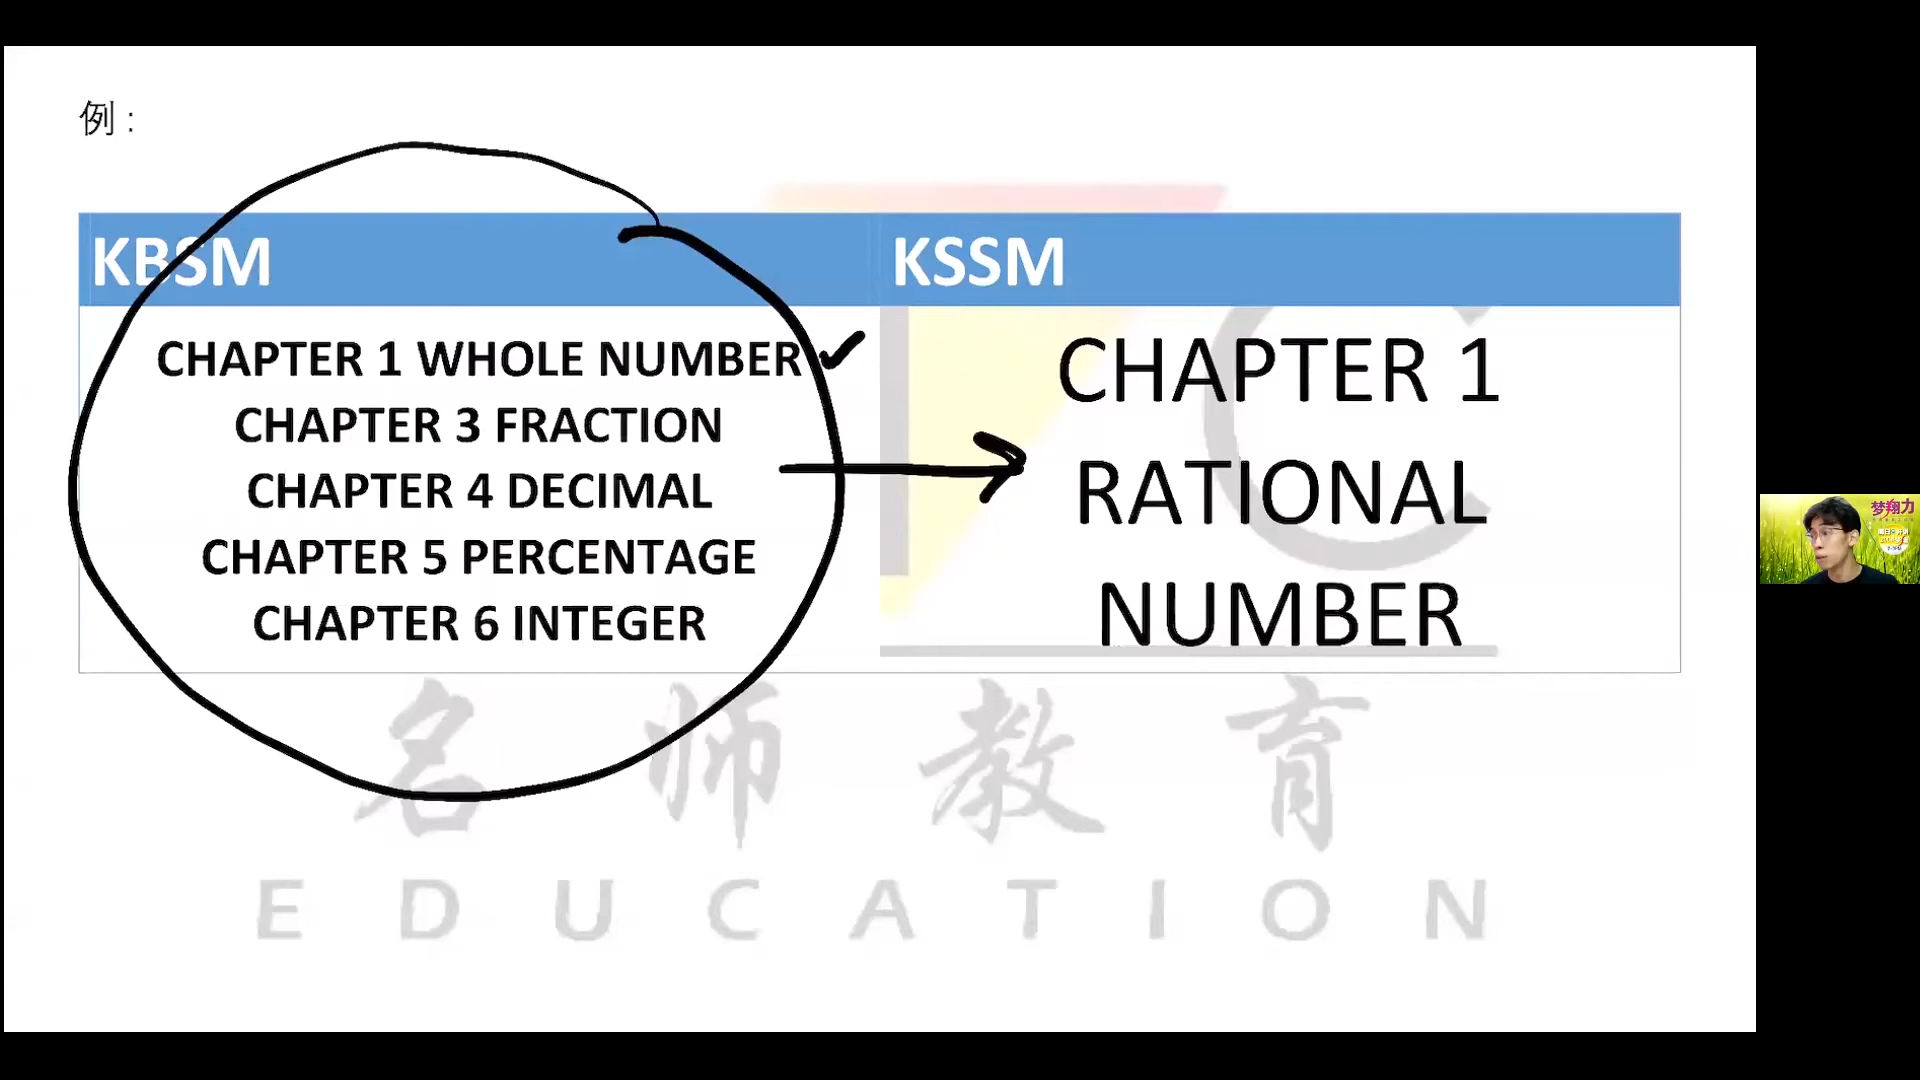 例 :
KBSM
KSSM
CHAPTER 1 WHOLE NUMBER
CHAPTER 3 FRACTION
CHAPTER 4 DECIMAL
CHAPTER 5 PERCENTAGE
CHAPTER 6 INTEGER
CHAPTER 1
RATIONAL
NUMBER
名 师 教 育
EDUCATION
梦翔力